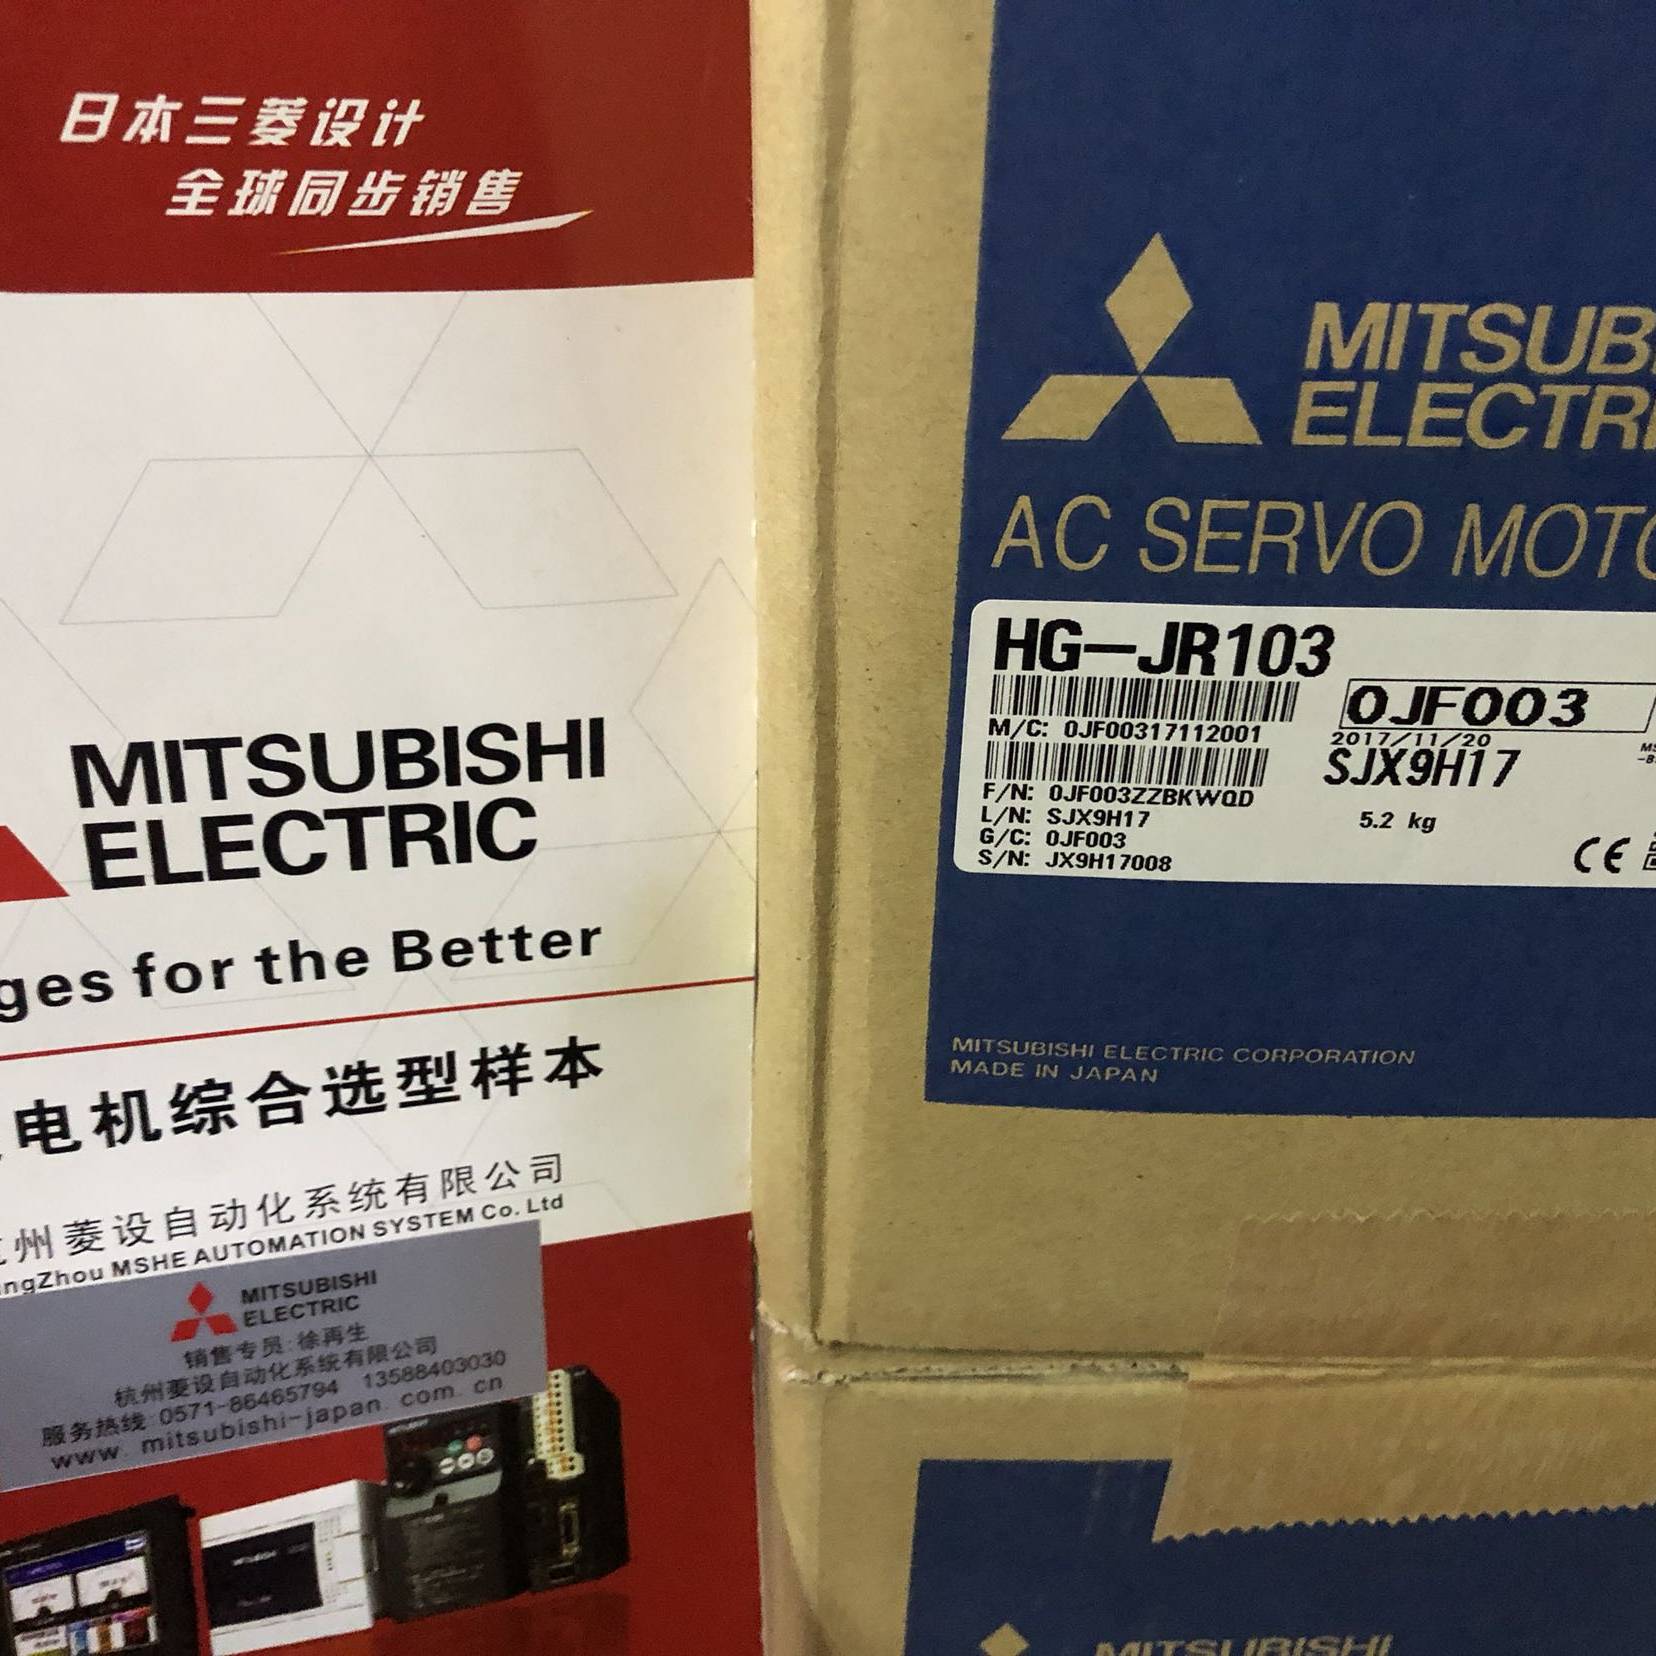 日本三菱设计
全球同步销售
MITSUBISHI
ELECTRIC
ges for the Better
电机综合选型样本
州菱设自动化系统有限公司
ngZhou MSHE AUTOMATION SYSTEM Co. Ltd
MITSUBISHI
ELECTRIC
销售专员:徐再生
杭州菱设自动化系统有限公司
服务热线:0571-86465794 13588403030
www.mitsubishi-japan.com.cn
MITSUB
ELECTRI
AC SERVO MOTO
HG-JR103
0JF003
M/C: 0JF00317112001
2017/11/20
SJX9H17
F/N: 0JF003ZZBKWQD
L/N: SJX9H17
5.2 kg
G/C: 0JF003
S/N: JX9H17008
CE
MITSUBISHI ELECTRIC CORPORATION
MADE IN JAPAN
MITSUBISHI